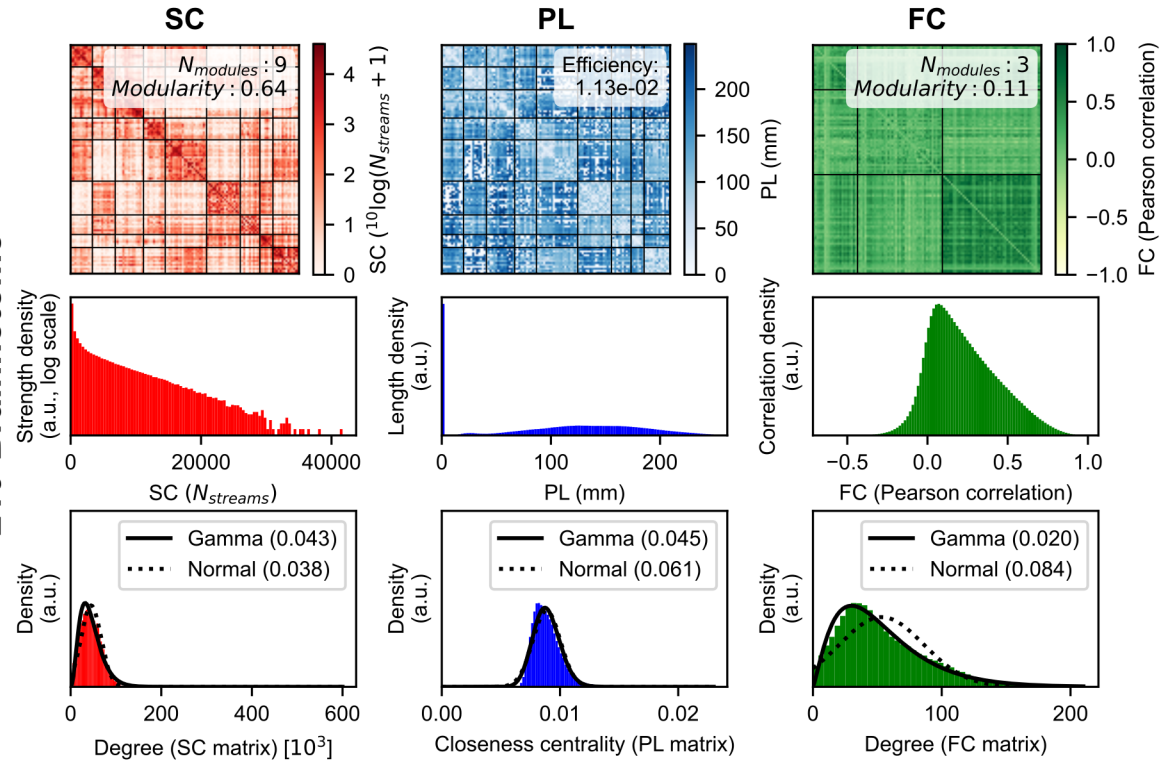 SC
PL
FC
N_modules : 9
Modularity : 0.64
4
3
2
1
0
SC (¹⁰log(N_streams + 1)
Efficiency:
1.13e-02
200
150
100
50
0
PL (mm)
N_modules : 3
Modularity : 0.11
1.0
0.5
0.0
−0.5
−1.0
FC (Pearson correlation)
Strength density
(a.u., log scale)
0 20000 40000
SC (N_streams)
Length density
(a.u.)
0 100 200
PL (mm)
Correlation density
(a.u.)
−0.5 0.0 0.5 1.0
FC (Pearson correlation)
Density
(a.u.)
Gamma (0.043)
Normal (0.038)
0 200 400 600
Degree (SC matrix) [10³]
Density
(a.u.)
Gamma (0.045)
Normal (0.061)
0.00 0.01 0.02
Closeness centrality (PL matrix)
Density
(a.u.)
Gamma (0.020)
Normal (0.084)
0 100 200
Degree (FC matrix)